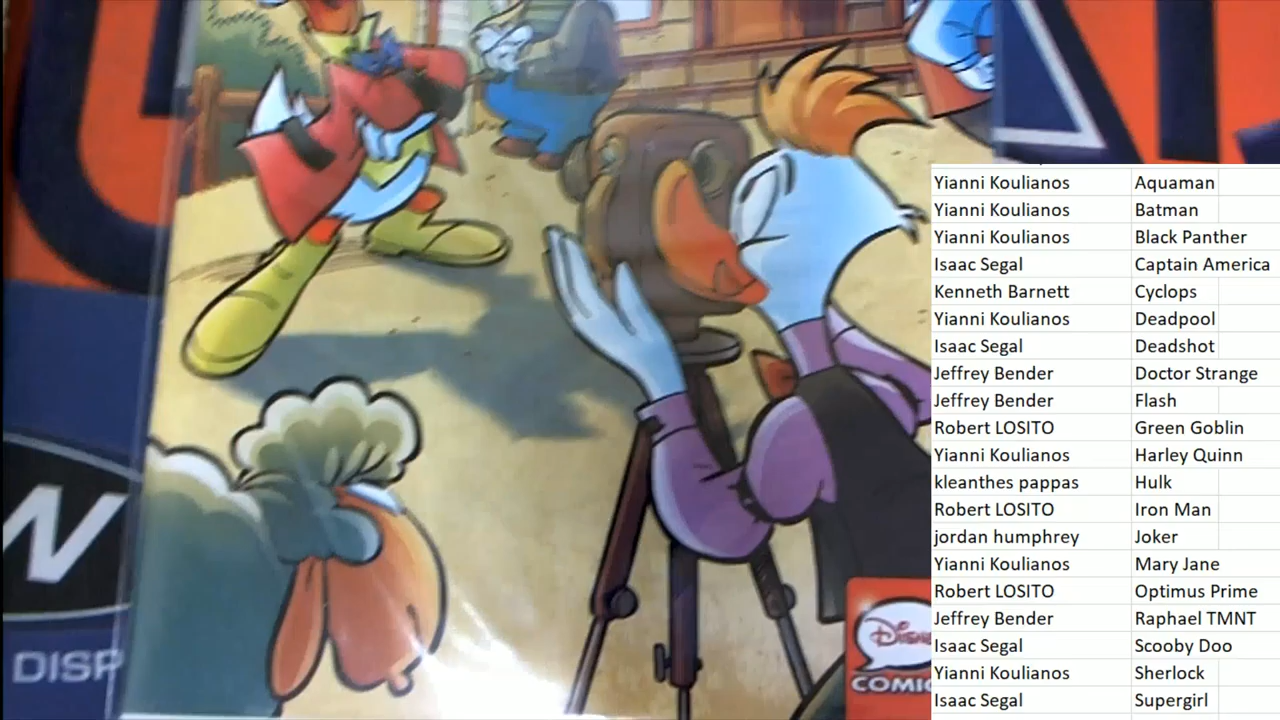 Yianni Koulianos Aquaman
Yianni Koulianos Batman
Yianni Koulianos Black Panther
Isaac Segal Captain America
Kenneth Barnett Cyclops
Yianni Koulianos Deadpool
Isaac Segal Deadshot
Jeffrey Bender Doctor Strange
Jeffrey Bender Flash
Robert LOSITO Green Goblin
Yianni Koulianos Harley Quinn
kleanthes pappas Hulk
Robert LOSITO Iron Man
jordan humphrey Joker
Yianni Koulianos Mary Jane
Robert LOSITO Optimus Prime
Jeffrey Bender Raphael TMNT
Isaac Segal Scooby Doo
Yianni Koulianos Sherlock
Isaac Segal Supergirl
W
DISP